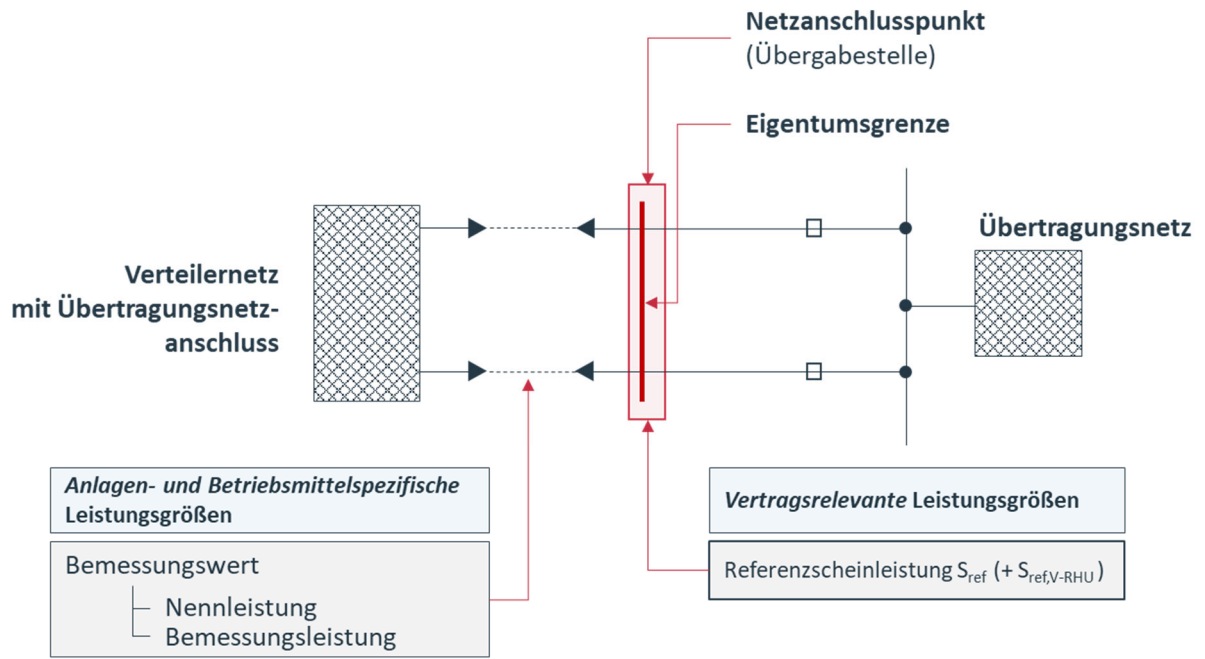 Netzanschlusspunkt
(Übergabestelle)
Eigentumsgrenze
Übertragungsnetz
Verteilernetz
mit Übertragungsnetz-
anschluss
Anlagen- und Betriebsmittelspezifische
Leistungsgrößen
Bemessungswert
Nennleistung
Bemessungsleistung
Vertragsrelevante Leistungsgrößen
Referenzscheinleistung Sref (+ Sref,V-RHU)